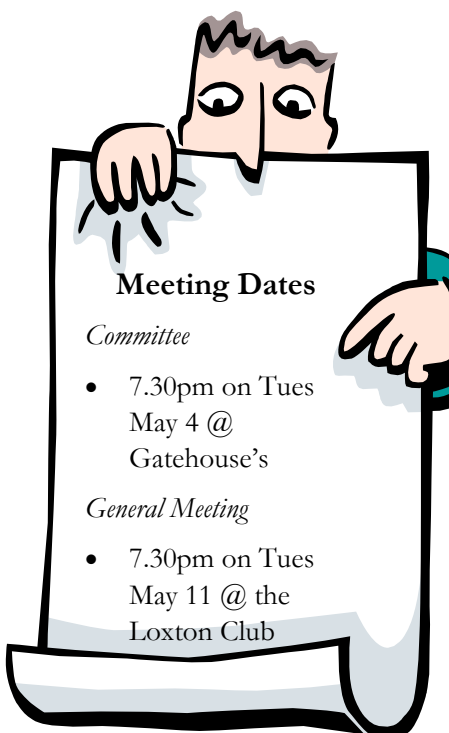 Meeting Dates
Committee
• 7.30pm on Tues
May 4 @
Gatehouse’s
General Meeting
• 7.30pm on Tues
May 11 @ the
Loxton Club